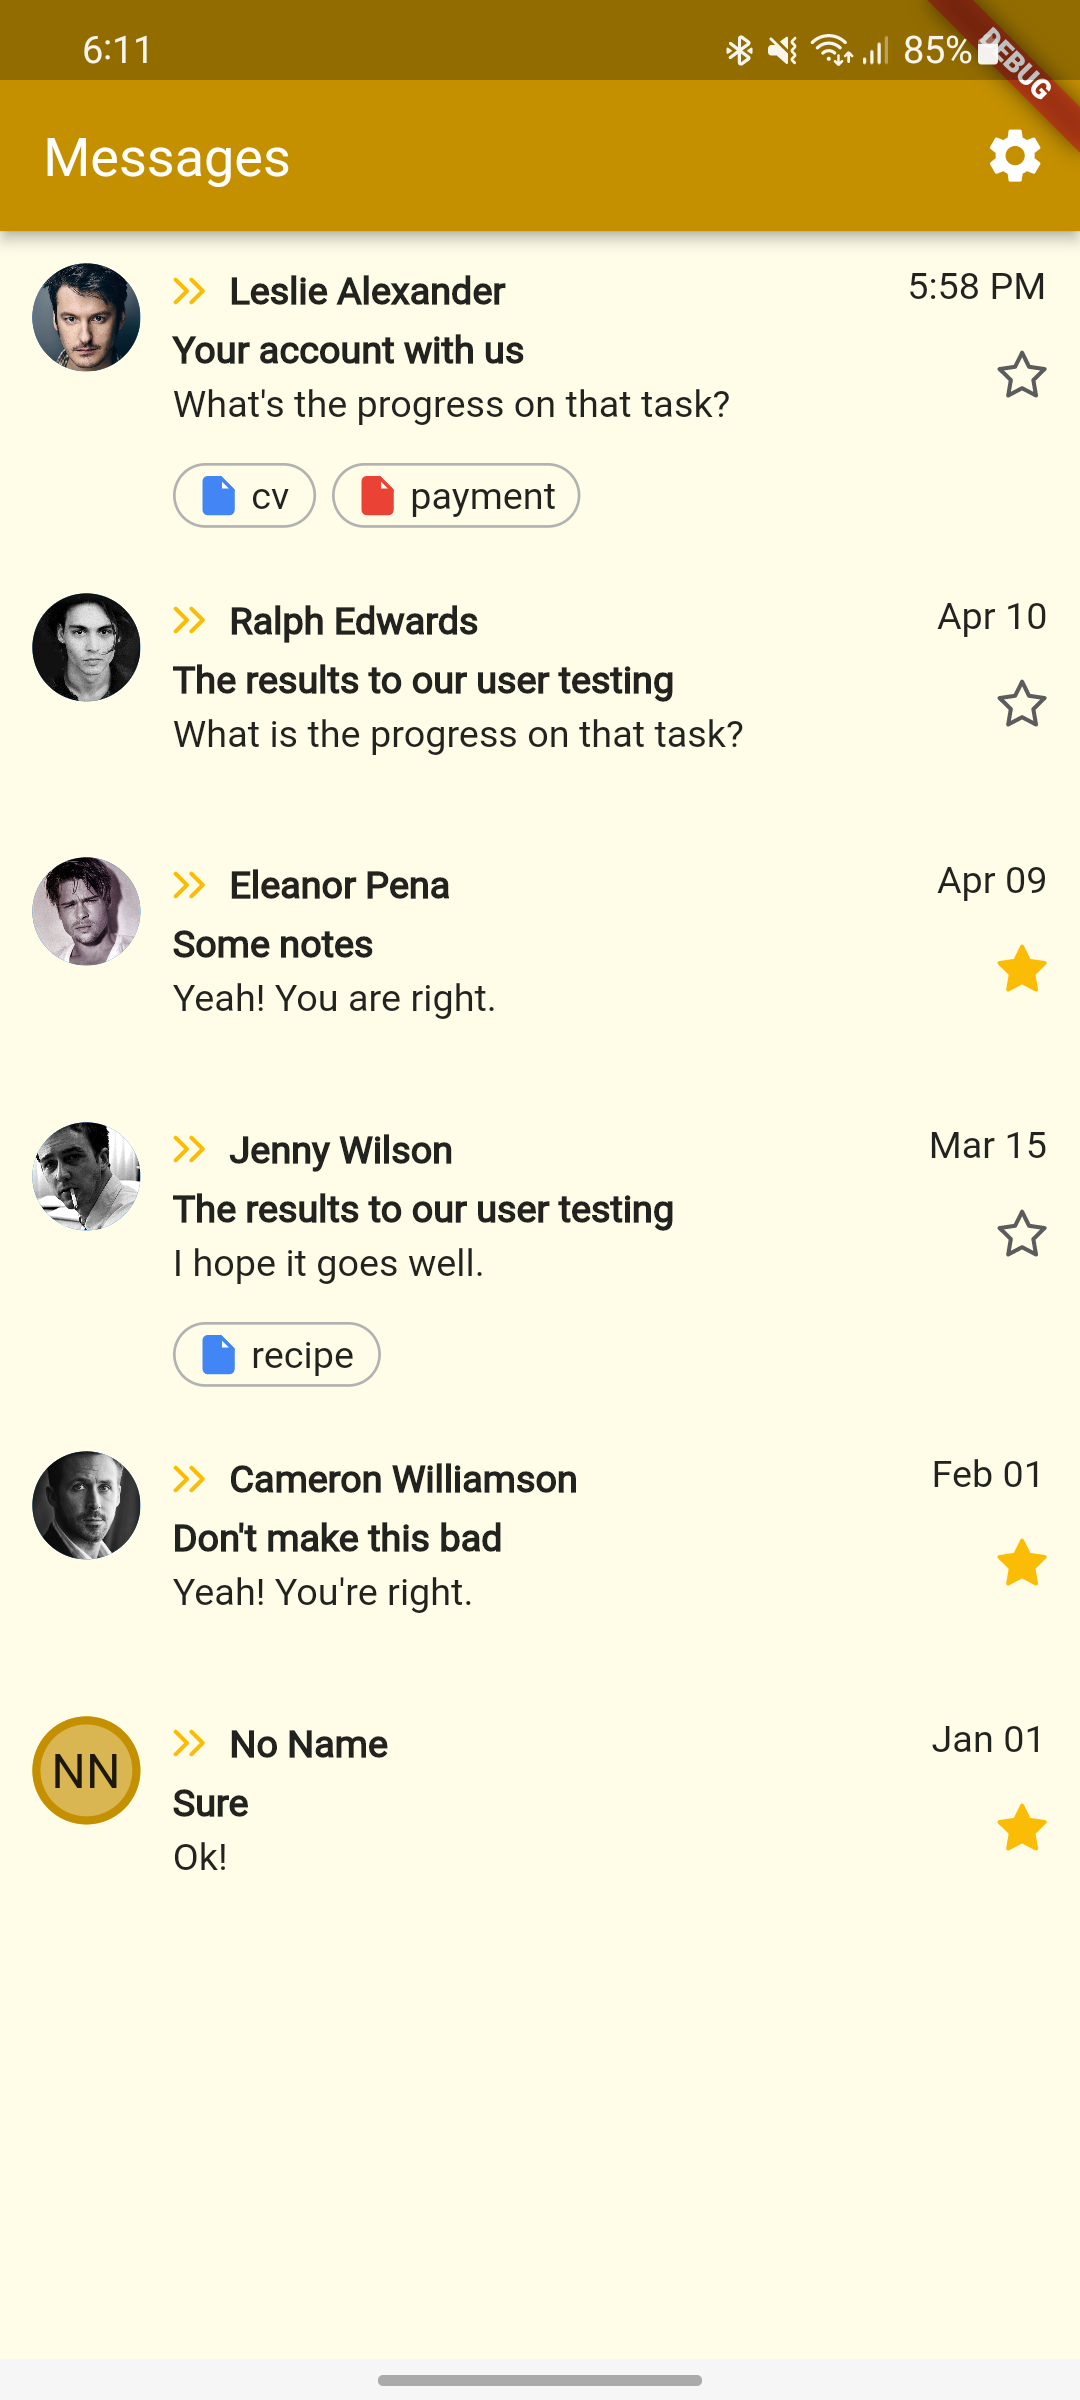 6:11
85%
DEBUG
Messages
Leslie Alexander
5:58 PM
Your account with us
What's the progress on that task?
cv
payment
Ralph Edwards
Apr 10
The results to our user testing
What is the progress on that task?
Eleanor Pena
Apr 09
Some notes
Yeah! You are right.
Jenny Wilson
Mar 15
The results to our user testing
I hope it goes well.
recipe
Cameron Williamson
Feb 01
Don't make this bad
Yeah! You're right.
NN
No Name
Jan 01
Sure
Ok!